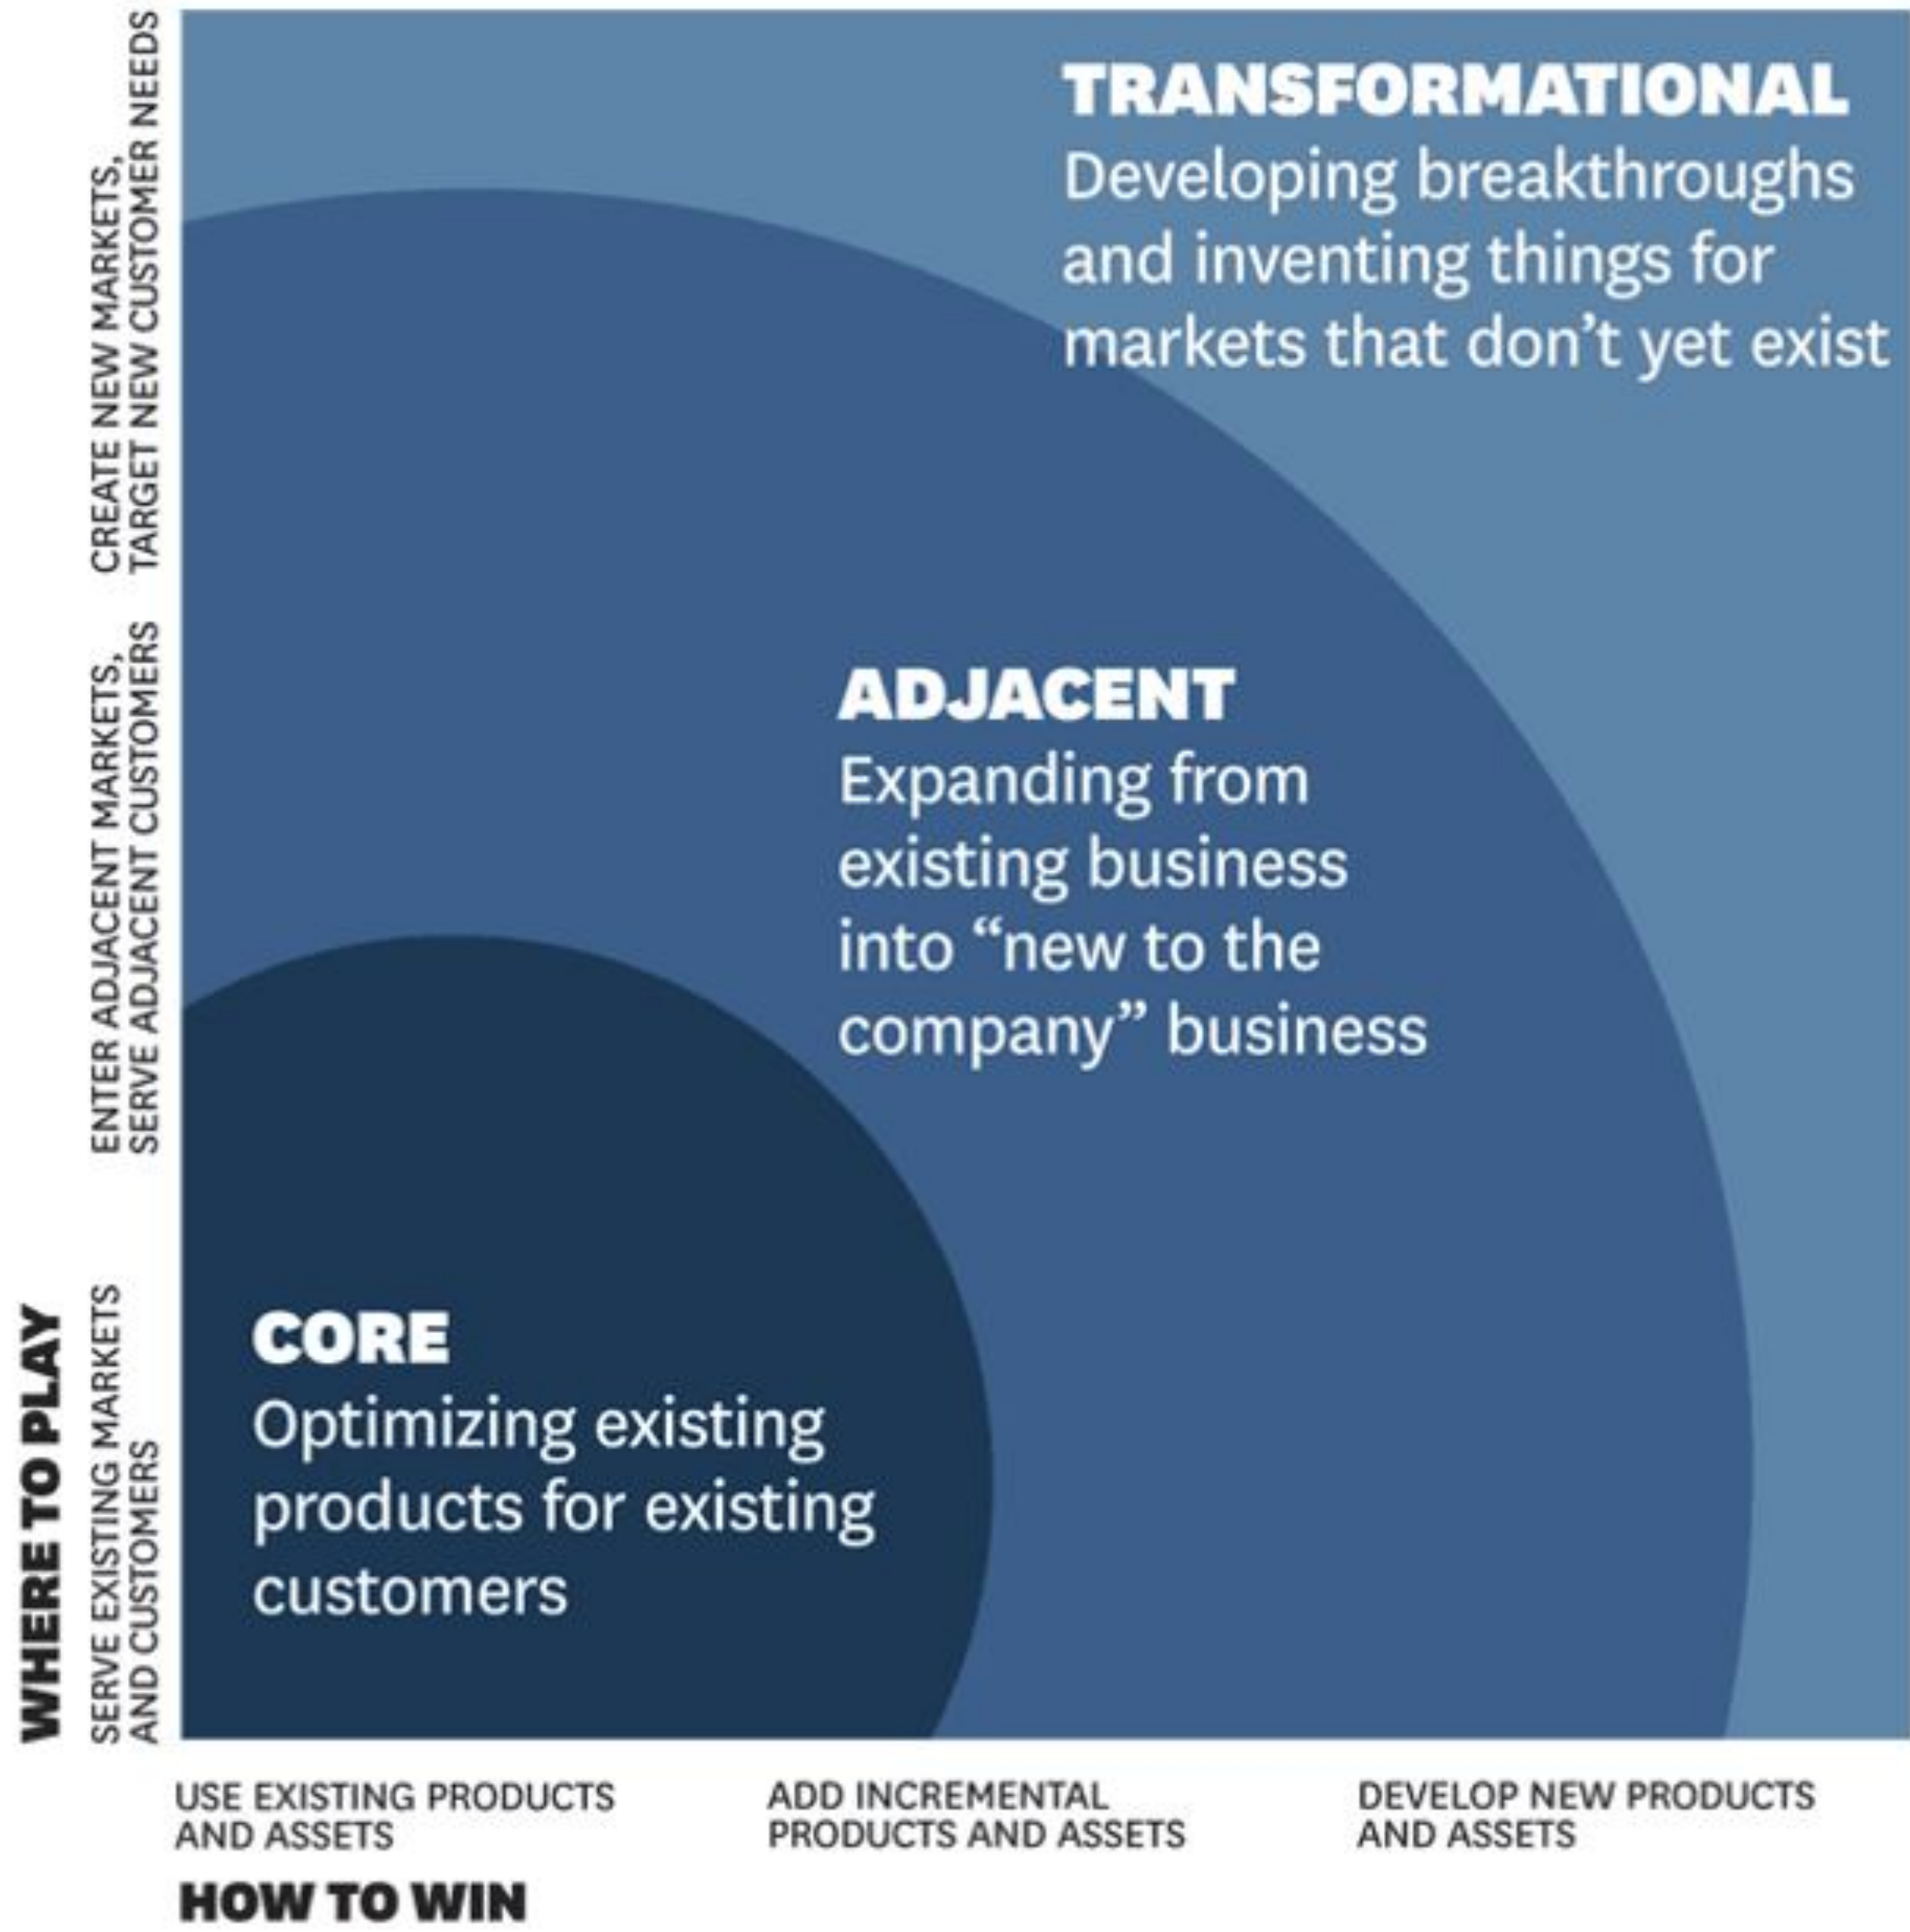 TRANSFORMATIONAL
Developing breakthroughs
and inventing things for
markets that don’t yet exist
ADJACENT
Expanding from
existing business
into “new to the
company” business
CORE
Optimizing existing
products for existing
customers
WHERE TO PLAY
CREATE NEW MARKETS,
TARGET NEW CUSTOMER NEEDS
ENTER ADJACENT MARKETS,
SERVE ADJACENT CUSTOMERS
SERVE EXISTING MARKETS
AND CUSTOMERS
USE EXISTING PRODUCTS
AND ASSETS
ADD INCREMENTAL
PRODUCTS AND ASSETS
DEVELOP NEW PRODUCTS
AND ASSETS
HOW TO WIN